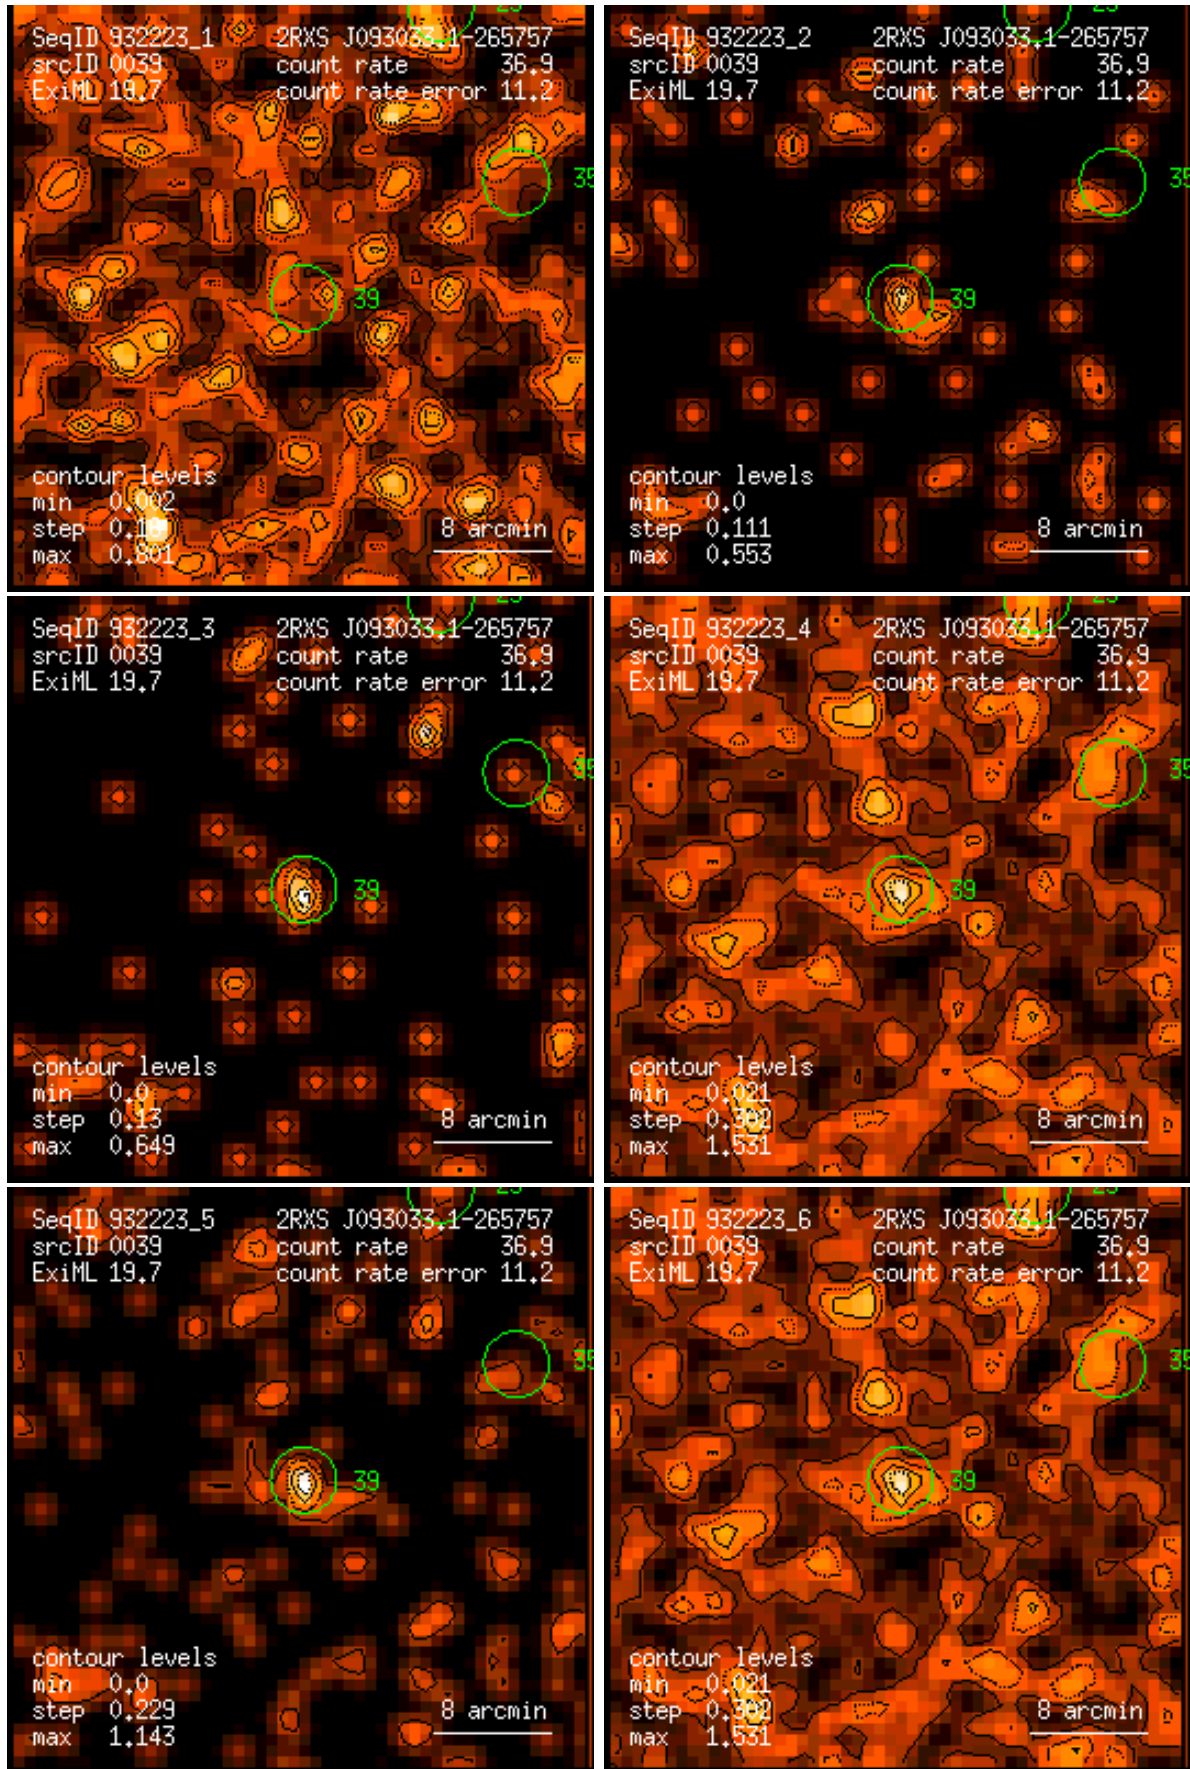 25
SeqID 932223_1 2RXS J093033.1-265757
srcID 0039 count rate 36.9
ExiML 19.7 count rate error 11.2
35
39
contour levels
min 0.002
step
max 0.801
8 arcmin
25
SeqID 932223_2 2RXS J093033.1-265757
srcID 0039 count rate 36.9
ExiML 19.7 count rate error 11.2
35
39
contour levels
min 0.0
step 0.111
max 0.553
8 arcmin
SeqID 932223_3 2RXS J093033.1-265757
srcID 0039 count rate 36.9
ExiML 19.7 count rate error 11.2
35
39
contour levels
min 0.0
step 0.13
max 0.649
8 arcmin
SeqID 932223_4 2RXS J093033.1-265757
srcID 0039 count rate 36.9
ExiML 19.7 count rate error 11.2
35
39
contour levels
min 0.021
step 0.302
max 1.531
8 arcmin
SeqID 932223_5 2RXS J093033.1-265757
srcID 0039 count rate 36.9
ExiML 19.7 count rate error 11.2
35
39
contour levels
min 0.0
step 0.229
max 1.143
8 arcmin
SeqID 932223_6 2RXS J093033.1-265757
srcID 0039 count rate 36.9
ExiML 19.7 count rate error 11.2
35
39
contour levels
min 0.021
step 0.302
max 1.531
8 arcmin